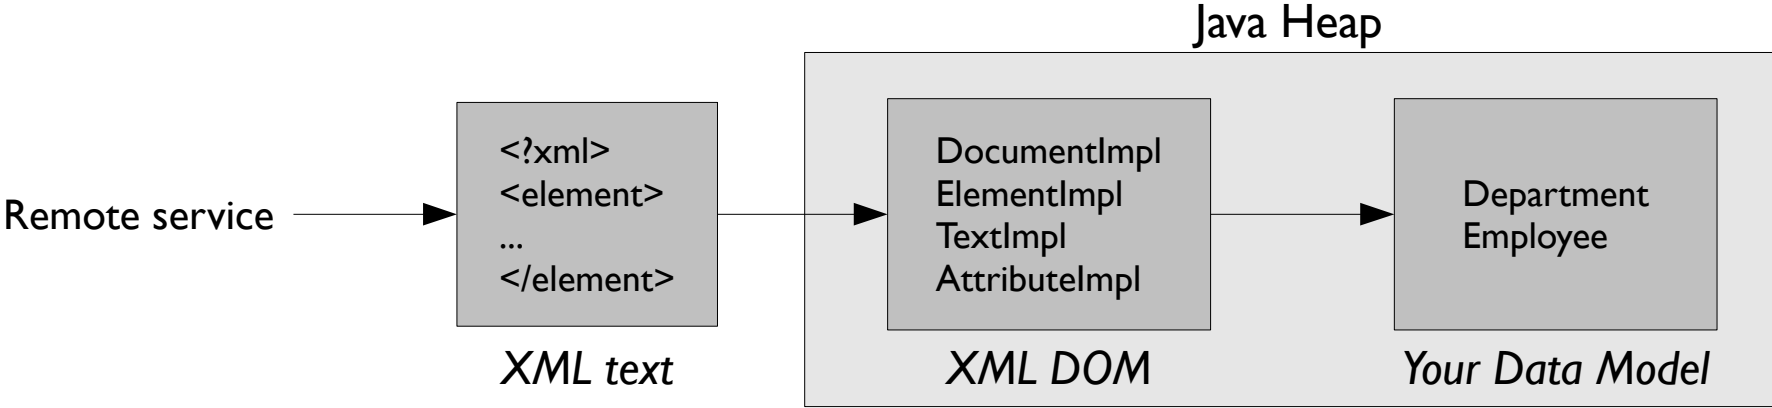 Java Heap
Remote service
<?xml>
<element>
...
</element>
XML text
DocumentImpl
ElementImpl
TextImpl
AttributeImpl
XML DOM
Department
Employee
Your Data Model